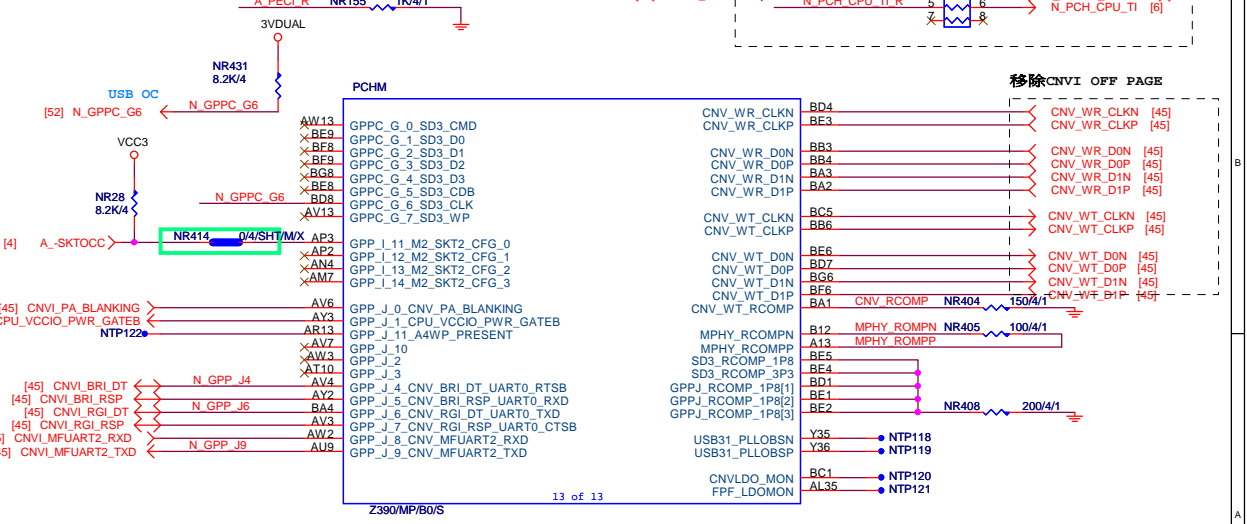 A_PECI_R NR155 1K/4/1
N_PCH_CPU_TI_R 5 6 N_PCH_CPU_TI [6]
7 8
3VDUAL
NR431
8.2K/4
USB OC
[52] N_GPPC_G6 N_GPPC_G6
VCC3
NR28
8.2K/4
N_GPPC_G6
[4] A_-SKTOCC NR414 0/4/SHT/M/X
[45] CNVI_PA_BLANKING
CPU_VCCIO_PWR_GATEB
NTP122
[45] CNVI_BRI_DT N_GPP_J4
[45] CNVI_BRI_RSP
[45] CNVI_RGI_DT N_GPP_J6
[45] CNVI_RGI_RSP
5] CNVI_MFUART2_RXD
45] CNVI_MFUART2_TXD N_GPP_J9
PCHM
AW13 GPPC_G_0_SD3_CMD
BE9 GPPC_G_1_SD3_D0
BF8 GPPC_G_2_SD3_D1
BF9 GPPC_G_3_SD3_D2
BG8 GPPC_G_4_SD3_D3
BE8 GPPC_G_5_SD3_CDB
BD8 GPPC_G_6_SD3_CLK
AV13 GPPC_G_7_SD3_WP
AP3 GPP_I_11_M2_SKT2_CFG_0
AP2 GPP_I_12_M2_SKT2_CFG_1
AN4 GPP_I_13_M2_SKT2_CFG_2
AM7 GPP_I_14_M2_SKT2_CFG_3
AV6 GPP_J_0_CNV_PA_BLANKING
AY3 GPP_J_1_CPU_VCCIO_PWR_GATEB
AR13 GPP_J_11_A4WP_PRESENT
AV7 GPP_J_10
AW3 GPP_J_2
AT10 GPP_J_3
AV4 GPP_J_4_CNV_BRI_DT_UART0_RTSB
AY2 GPP_J_5_CNV_BRI_RSP_UART0_RXD
BA4 GPP_J_6_CNV_RGI_DT_UART0_TXD
AV3 GPP_J_7_CNV_RGI_RSP_UART0_CTSB
AW2 GPP_J_8_CNV_MFUART2_RXD
AU9 GPP_J_9_CNV_MFUART2_TXD
13 of 13
Z390/MP/B0/S
移除CNVI OFF PAGE
CNV_WR_CLKN BD4 CNV_WR_CLKN [45]
CNV_WR_CLKP BE3 CNV_WR_CLKP [45]
CNV_WR_D0N BB3 CNV_WR_D0N [45]
CNV_WR_D0P BB4 CNV_WR_D0P [45]
CNV_WR_D1N BA3 CNV_WR_D1N [45]
CNV_WR_D1P BA2 CNV_WR_D1P [45]
CNV_WT_CLKN BC5 CNV_WT_CLKN [45]
CNV_WT_CLKP BB6 CNV_WT_CLKP [45]
CNV_WT_D0N BE6 CNV_WT_D0N [45]
CNV_WT_D0P BD7 CNV_WT_D0P [45]
CNV_WT_D1N BG6 CNV_WT_D1N [45]
CNV_WT_D1P BF6 CNV_WT_D1P [45]
CNV_WT_RCOMP BA1 CNV_RCOMP NR404 150/4/1
MPHY_RCOMPN B12 MPHY_ROMPN NR405 100/4/1
MPHY_RCOMPP A13 MPHY_ROMPP
SD3_RCOMP_1P8 BE5
SD3_RCOMP_3P3 BE4
GPPJ_RCOMP_1P8[1] BD1
GPPJ_RCOMP_1P8[2] BE1
GPPJ_RCOMP_1P8[3] BE2 NR408 200/4/1
USB31_PLLOBSN Y35 NTP118
USB31_PLLOBSP Y36 NTP119
CNVLDO_MON BC1 NTP120
FPF_LDOMON AL35 NTP121
B
A